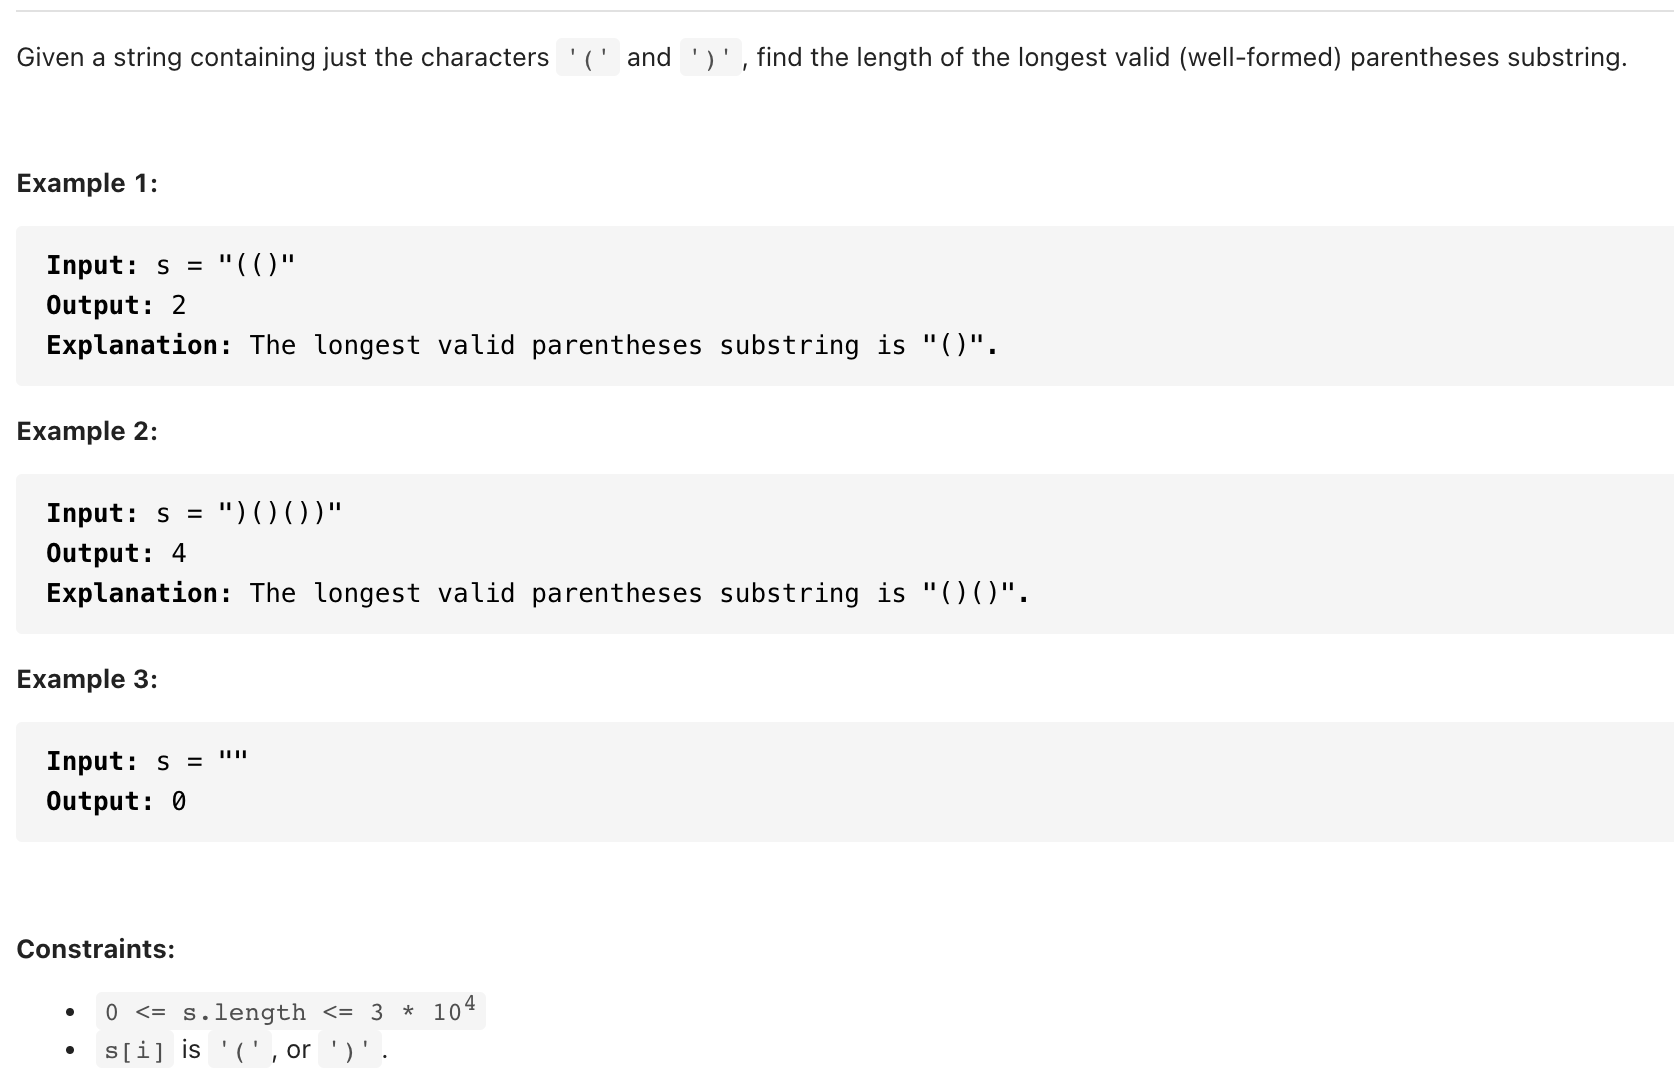 Given a string containing just the characters '(' and ')', find the length of the longest valid (well-formed) parentheses substring.
Example 1:
Input: s = "(()"
Output: 2
Explanation: The longest valid parentheses substring is "()".
Example 2:
Input: s = ")()())"
Output: 4
Explanation: The longest valid parentheses substring is "()()".
Example 3:
Input: s = ""
Output: 0
Constraints:
• 0 <= s.length <= 3 * 10⁴
• s[i] is '(', or ')'.